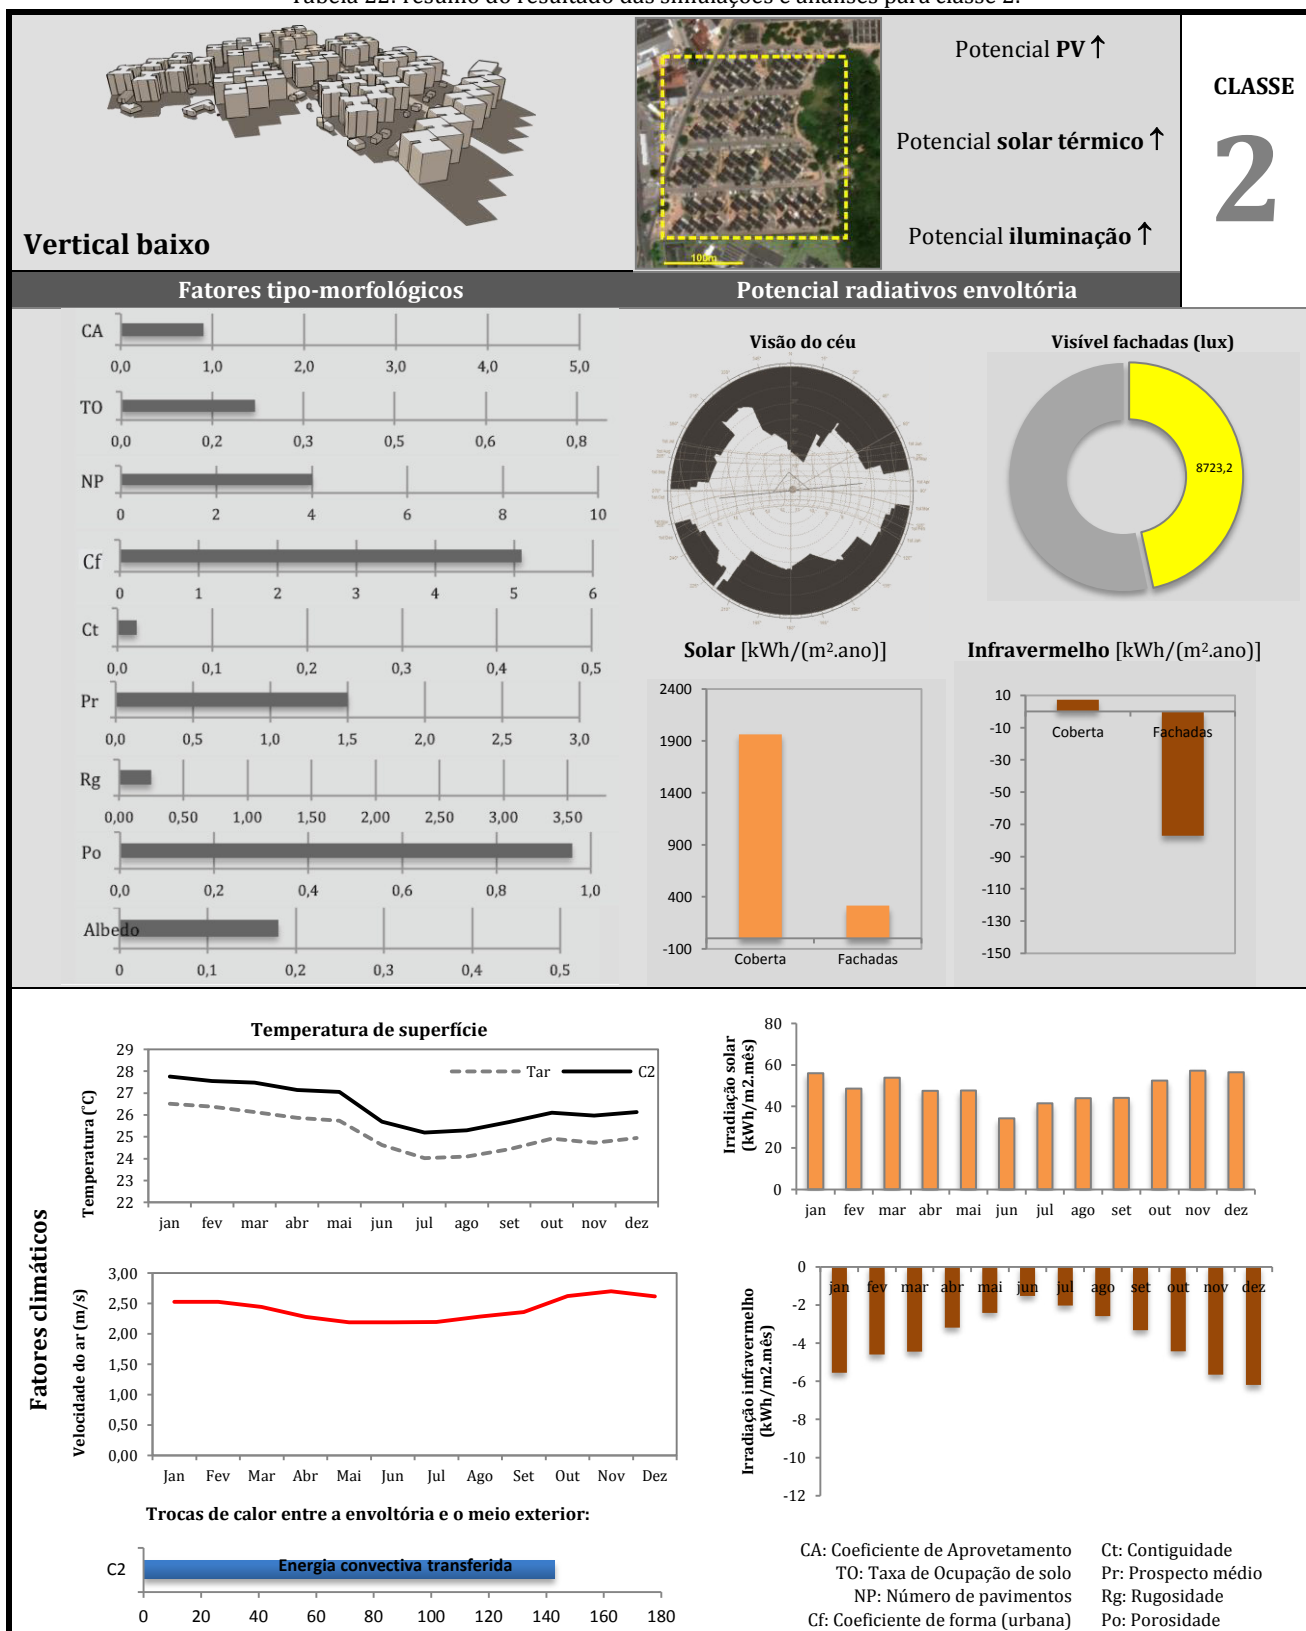 Tabela 22: resumo do resultado das simulações e análises para classe 2.
Vertical baixo
100m
Potencial PV ↑
Potencial solar térmico ↑
Potencial iluminação ↑
CLASSE
2
Fatores tipo-morfológicos
Potencial radiativos envoltória
CA
0,0 1,0 2,0 3,0 4,0 5,0
TO
0,0 0,2 0,3 0,5 0,6 0,8
NP
0 2 4 6 8 10
Cf
0 1 2 3 4 5 6
Ct
0,0 0,1 0,2 0,3 0,4 0,5
Pr
0,0 0,5 1,0 1,5 2,0 2,5 3,0
Rg
0,00 0,50 1,00 1,50 2,00 2,50 3,00 3,50
Po
0,0 0,2 0,4 0,6 0,8 1,0
Albedo
0 0,1 0,2 0,3 0,4 0,5
Visão do céu
Visível fachadas (lux)
8723,2
Solar [kWh/(m².ano)]
2400
1900
1400
900
400
-100
Coberta Fachadas
Infravermelho [kWh/(m².ano)]
10
-10
-30
-50
-70
-90
-110
-130
-150
Coberta Fachadas
Fatores climáticos
Temperatura de superfície
Temperatura (°C)
29
28
27
26
25
24
23
22
Tar C2
jan fev mar abr mai jun jul ago set out nov dez
Irradiação solar
(kWh/m2.mês)
80
60
40
20
0
jan fev mar abr mai jun jul ago set out nov dez
Velocidade do ar (m/s)
3,00
2,50
2,00
1,50
1,00
0,50
0,00
Jan Fev Mar Abr Mai Jun Jul Ago Set Out Nov Dez
Irradiação infravermelho
(kWh/m2.mês)
0
-2
-4
-6
-8
-10
-12
jan fev mar abr mai jun jul ago set out nov dez
Trocas de calor entre a envoltória e o meio exterior:
C2
Energia convectiva transferida
0 20 40 60 80 100 120 140 160 180
CA: Coeficiente de Aprovetamento Ct: Contiguidade
TO: Taxa de Ocupação de solo Pr: Prospecto médio
NP: Número de pavimentos Rg: Rugosidade
Cf: Coeficiente de forma (urbana) Po: Porosidade